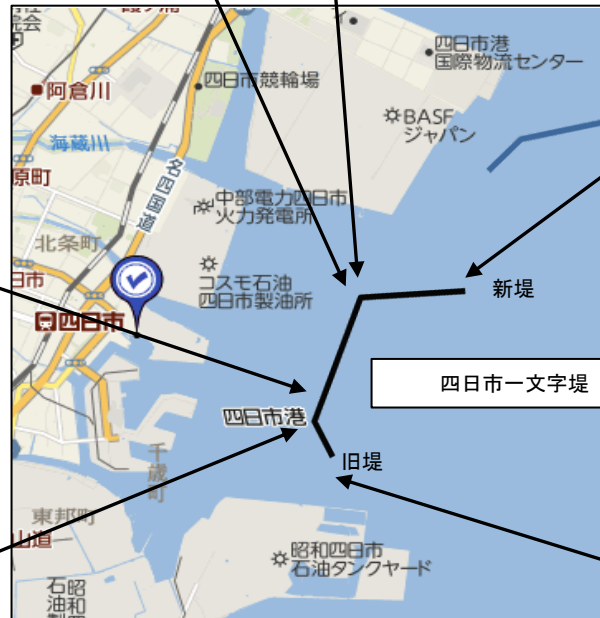 四日市港
国際物流センター
四日市競輪場
阿倉川
BASF
ジャパン
海蔵川
原町
名四国道
中部電力四日市
火力発電所
北条町
日市
コスモ石油
四日市製油所
新堤
四日市
四日市一文字堤
四日市港
千歳町
旧堤
東邦町
山道
昭和四日市
石油タンクヤード